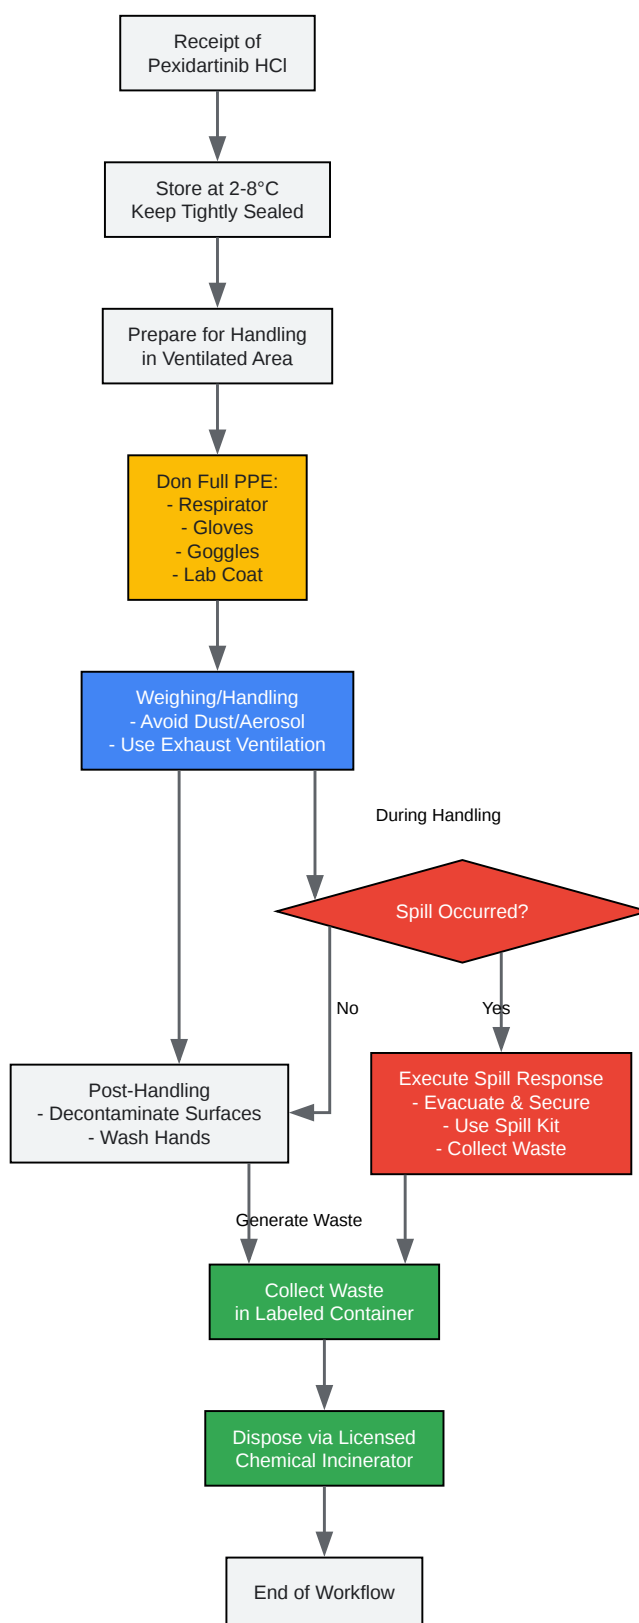 Receipt of
Pexidartinib HCl
Store at 2-8°C
Keep Tightly Sealed
Prepare for Handling
in Ventilated Area
Don Full PPE:
- Respirator
- Gloves
- Goggles
- Lab Coat
Weighing/Handling
- Avoid Dust/Aerosol
- Use Exhaust Ventilation
During Handling
Spill Occurred?
No
Yes
Post-Handling
- Decontaminate Surfaces
- Wash Hands
Execute Spill Response
- Evacuate & Secure
- Use Spill Kit
- Collect Waste
Generate Waste
Collect Waste
in Labeled Container
Dispose via Licensed
Chemical Incinerator
End of Workflow